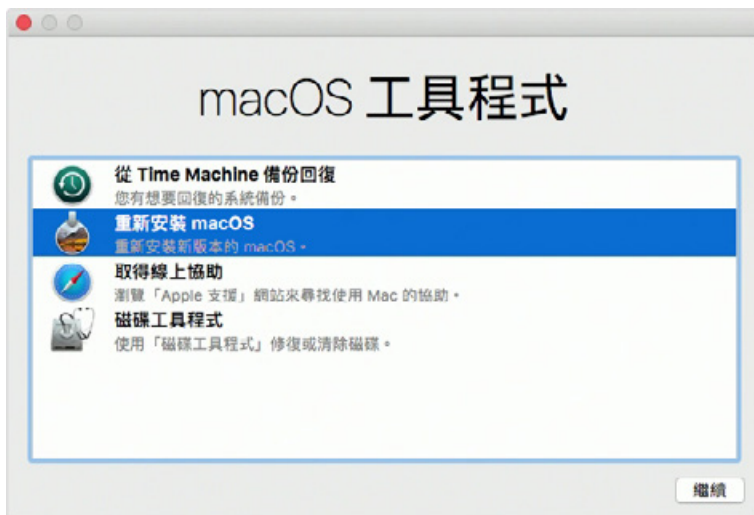 macOS 工具程式
從 Time Machine 備份回復
您有想要回復的系統備份。
重新安裝 macOS
重新安裝新版本的 macOS。
取得線上協助
瀏覽「Apple 支援」網站來尋找使用 Mac 的協助。
磁碟工具程式
使用「磁碟工具程式」修復或清除磁碟。
繼續